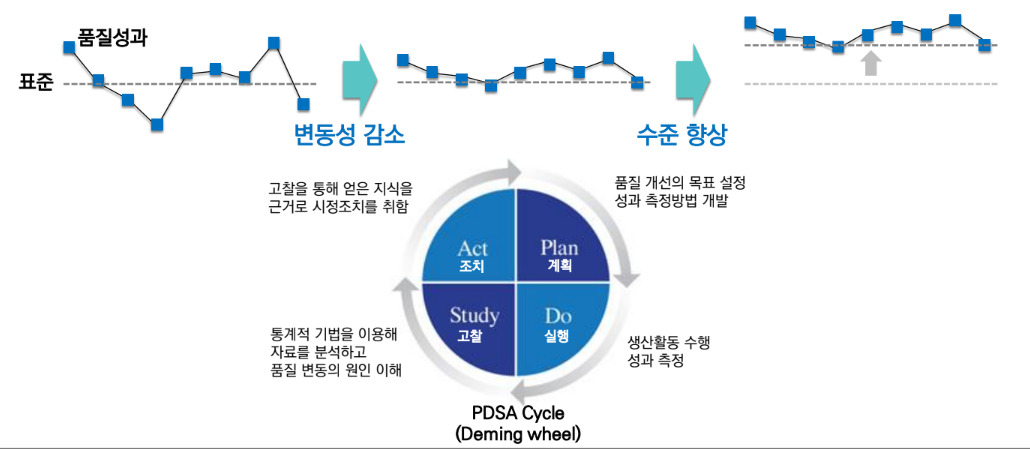 품질성과
표준
변동성 감소
수준 향상
고찰을 통해 얻은 지식을
근거로 시정조치를 취함
품질 개선의 목표 설정
성과 측정방법 개발
Act
조치
Plan
계획
Study
고찰
Do
실행
통계적 기법을 이용해
자료를 분석하고
품질 변동의 원인 이해
생산활동 수행
성과 측정
PDSA Cycle
(Deming wheel)